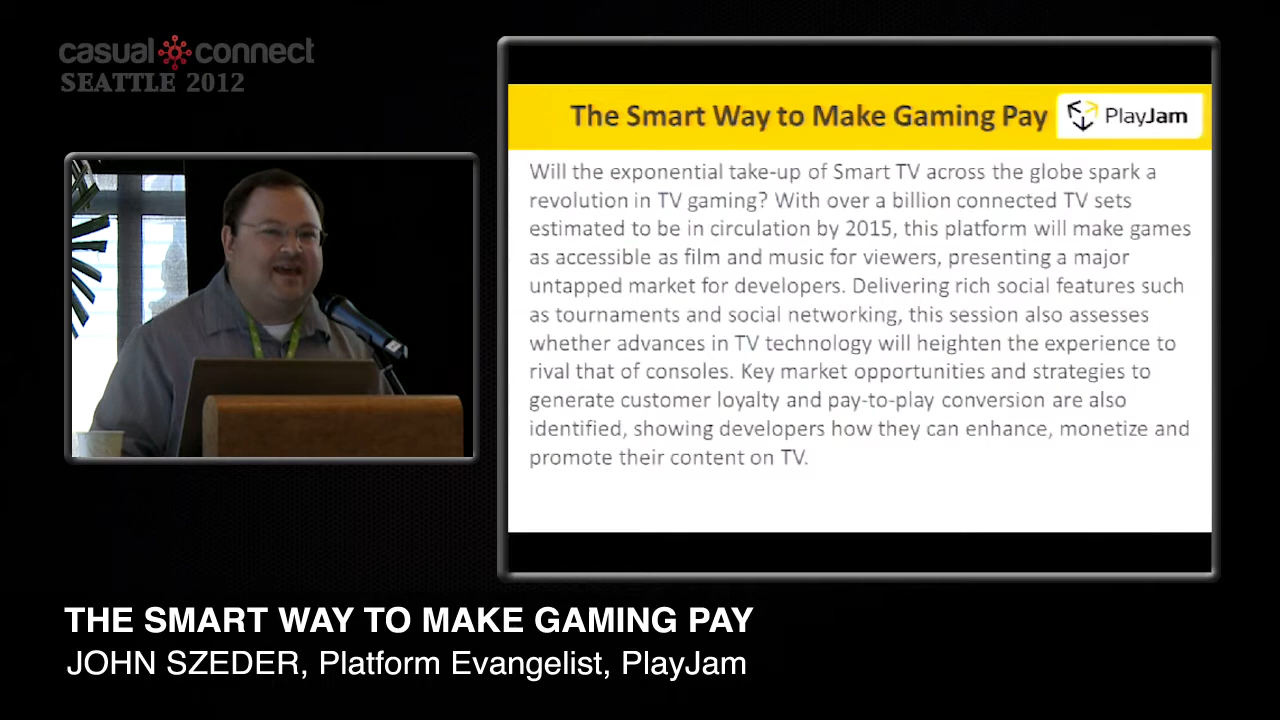 casual connect
SEATTLE 2012
The Smart Way to Make Gaming Pay
PlayJam
Will the exponential take-up of Smart TV across the globe spark a
revolution in TV gaming? With over a billion connected TV sets
estimated to be in circulation by 2015, this platform will make games
as accessible as film and music for viewers, presenting a major
untapped market for developers. Delivering rich social features such
as tournaments and social networking, this session also assesses
whether advances in TV technology will heighten the experience to
rival that of consoles. Key market opportunities and strategies to
generate customer loyalty and pay-to-play conversion are also
identified, showing developers how they can enhance, monetize and
promote their content on TV.
THE SMART WAY TO MAKE GAMING PAY
JOHN SZEDER, Platform Evangelist, PlayJam